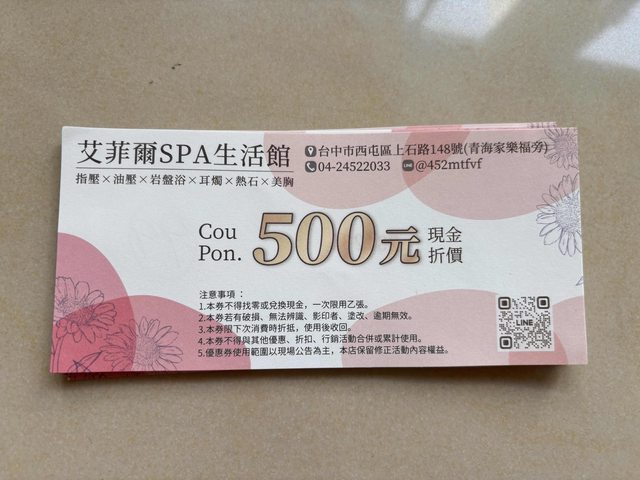 艾菲爾SPA生活館
台中市西屯區上石路148號(青海家樂福旁)
指壓×油壓×岩盤浴×耳燭×熱石×美胸
04-24522033 LINE @452mtfvf
Cou Pon. 500元 現金折價
注意事項：
1.本券不得找零或兌換現金，一次限用乙張。
2.本券若有破損、無法辨識、影印者、塗改、逾期無效。
3.本券限下次消費時折抵，使用後收回。
4.本券不得與其他優惠、折扣、行銷活動合併或累計使用。
5.優惠券使用範圍以現場公告為主，本店保留修正活動內容權益。
LINE